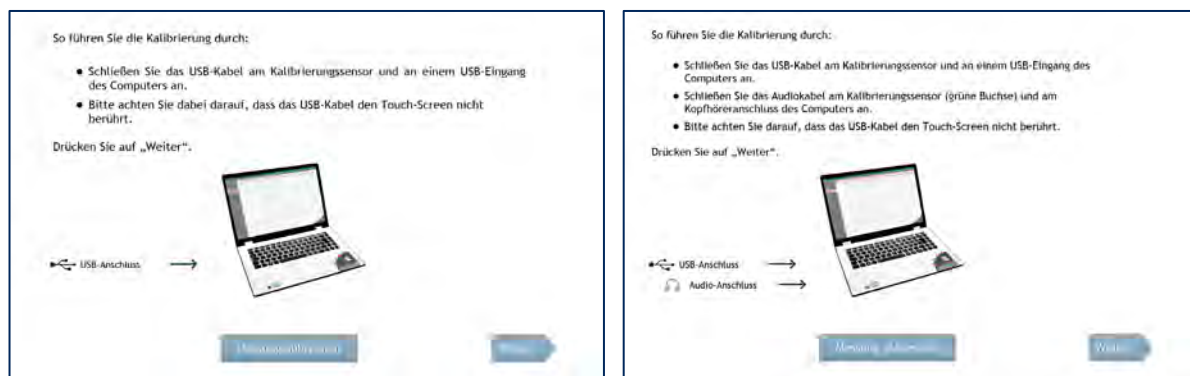 So führen Sie die Kalibrierung durch:
● Schließen Sie das USB-Kabel am Kalibrierungssensor und an einem USB-Eingang
des Computers an.
● Bitte achten Sie dabei darauf, dass das USB-Kabel den Touch-Screen nicht
berührt.
Drücken Sie auf „Weiter“.
USB-Anschluss
So führen Sie die Kalibrierung durch:
● Schließen Sie das USB-Kabel am Kalibrierungssensor und an einem USB-Eingang des
Computers an.
● Schließen Sie das Audiokabel am Kalibrierungssensor (grüne Buchse) und am
Kopfhöreranschluss des Computers an.
● Bitte achten Sie darauf, dass das USB-Kabel den Touch-Screen nicht berührt.
Drücken Sie auf „Weiter“.
USB-Anschluss
Audio-Anschluss
Weiter